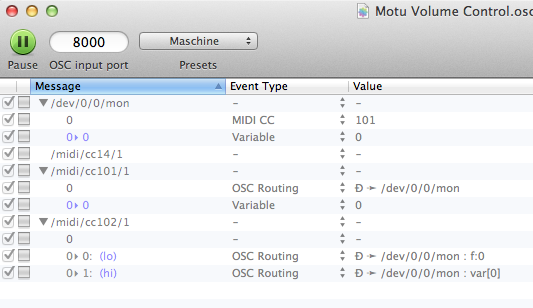 Motu Volume Control.osc
8000 Maschine
Pause OSC input port Presets
Message Event Type Value
/dev/0/0/mon – –
0 MIDI CC 101
0▸ 0 Variable 0
/midi/cc14/1 – –
/midi/cc101/1 – –
0 OSC Routing Ð ➛ /dev/0/0/mon
0▸ 0 Variable 0
/midi/cc102/1 – –
0 – –
0▸ 0: (lo) OSC Routing Ð ➛ /dev/0/0/mon : f:0
0▸ 1: (hi) OSC Routing Ð ➛ /dev/0/0/mon : var[0]